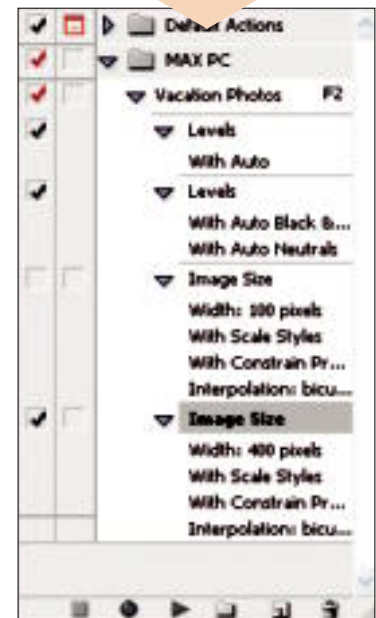 Default Actions
MAX PC
Vacation Photos F2
Levels
With Auto
Levels
With Auto Black &...
With Auto Neutrals
Image Size
Width: 100 pixels
With Scale Styles
With Constrain Pr...
Interpolation: bicu...
Image Size
Width: 400 pixels
With Scale Styles
With Constrain Pr...
Interpolation: bicu...